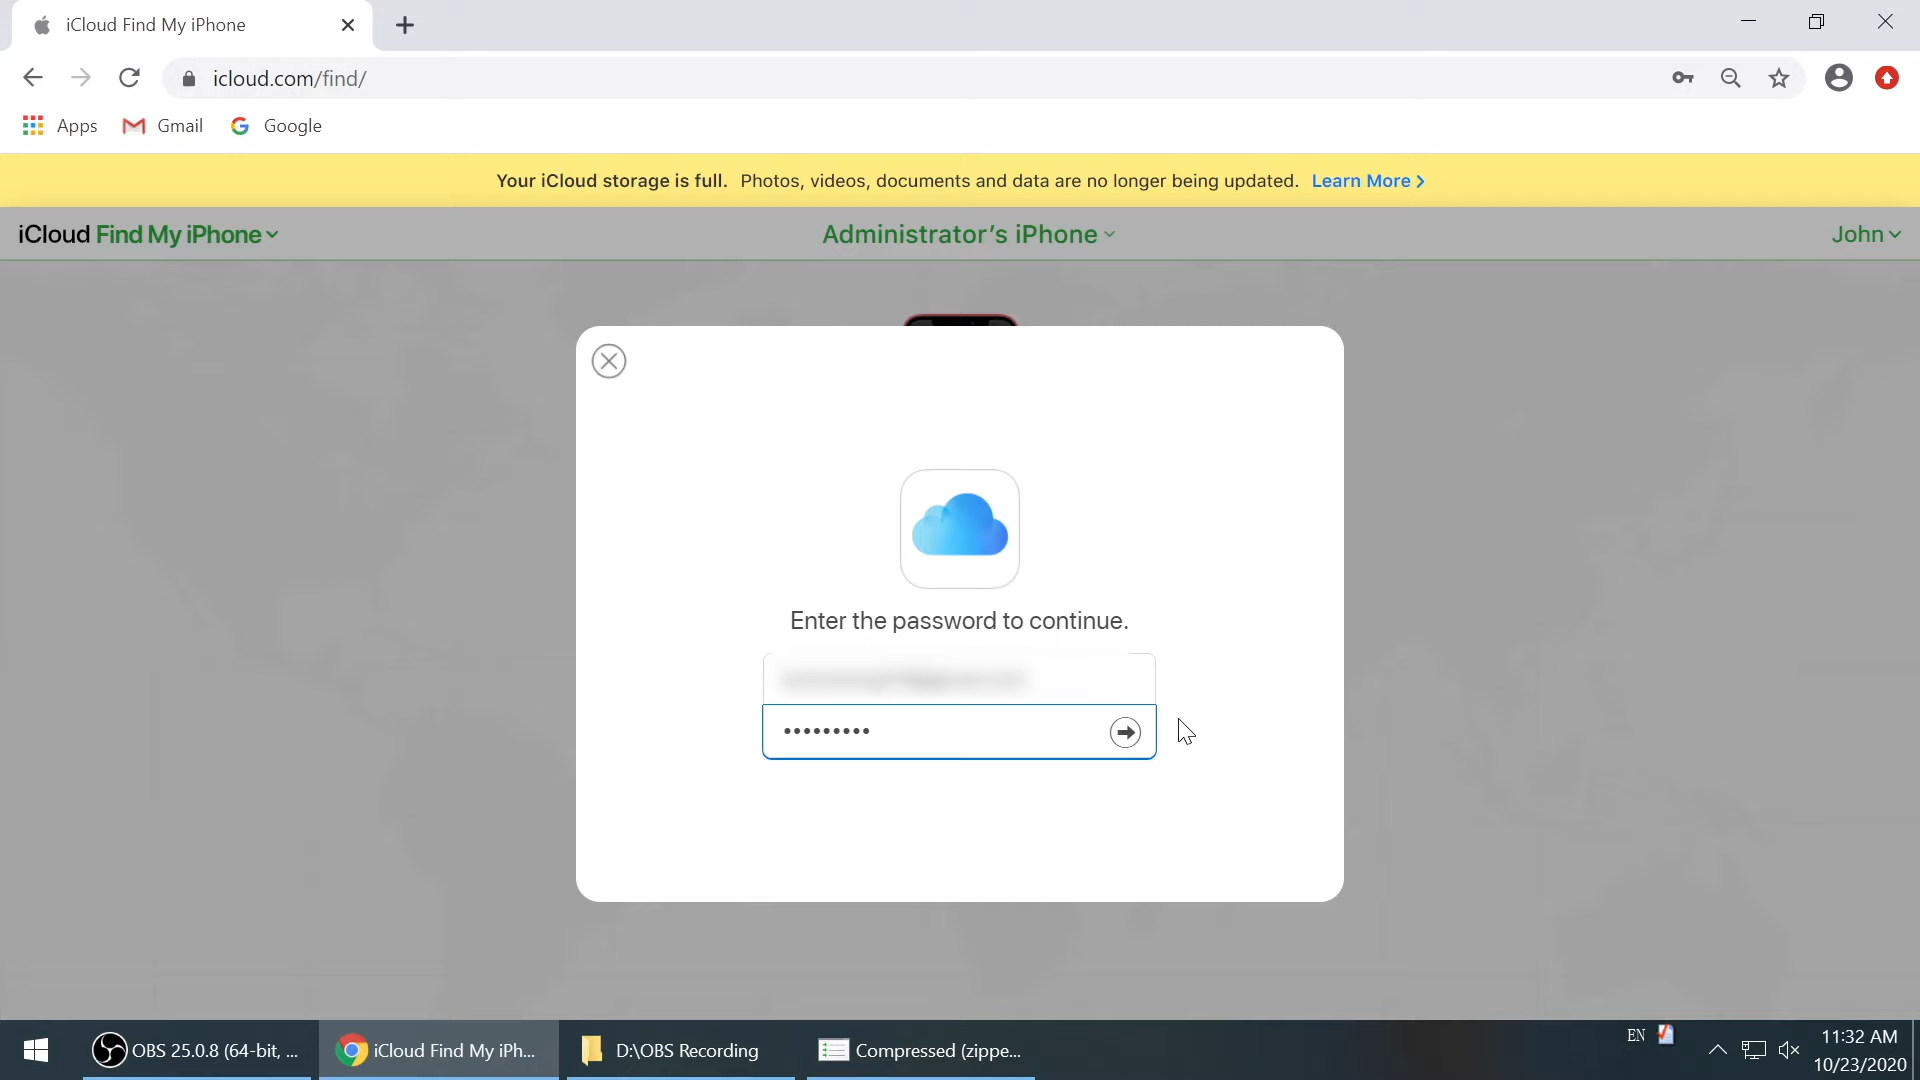 iCloud Find My iPhone
icloud.com/find/
Apps Gmail Google
Your iCloud storage is full. Photos, videos, documents and data are no longer being updated. Learn More
iCloud Find My iPhone
Administrator’s iPhone
John
Enter the password to continue.
•••••••••
OBS 25.0.8 (64-bit, ...
iCloud Find My iPh...
D:\OBS Recording
Compressed (zippe...
EN
11:32 AM
10/23/2020